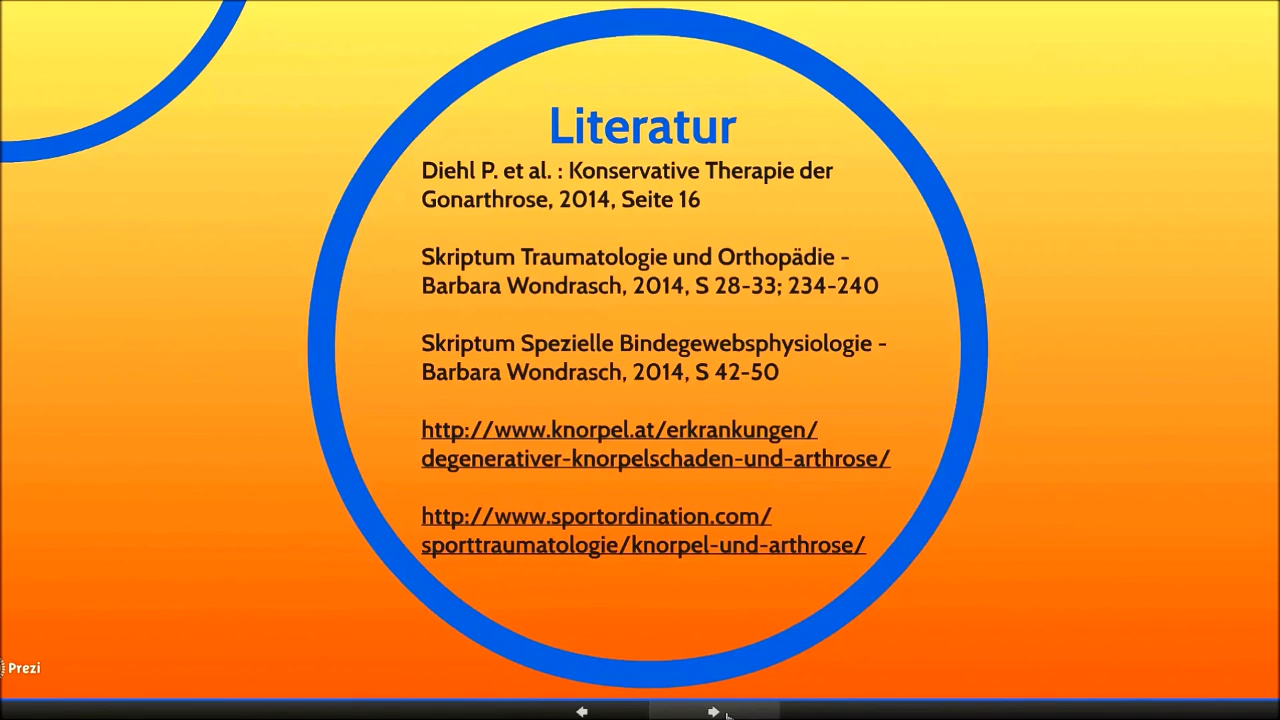 Literatur
Diehl P. et al. : Konservative Therapie der
Gonarthrose, 2014, Seite 16
Skriptum Traumatologie und Orthopädie -
Barbara Wondrasch, 2014, S 28-33; 234-240
Skriptum Spezielle Bindegewebsphysiologie -
Barbara Wondrasch, 2014, S 42-50
http://www.knorpel.at/erkrankungen/
degenerativer-knorpelschaden-und-arthrose/
http://www.sportordination.com/
sporttraumatologie/knorpel-und-arthrose/
Prezi